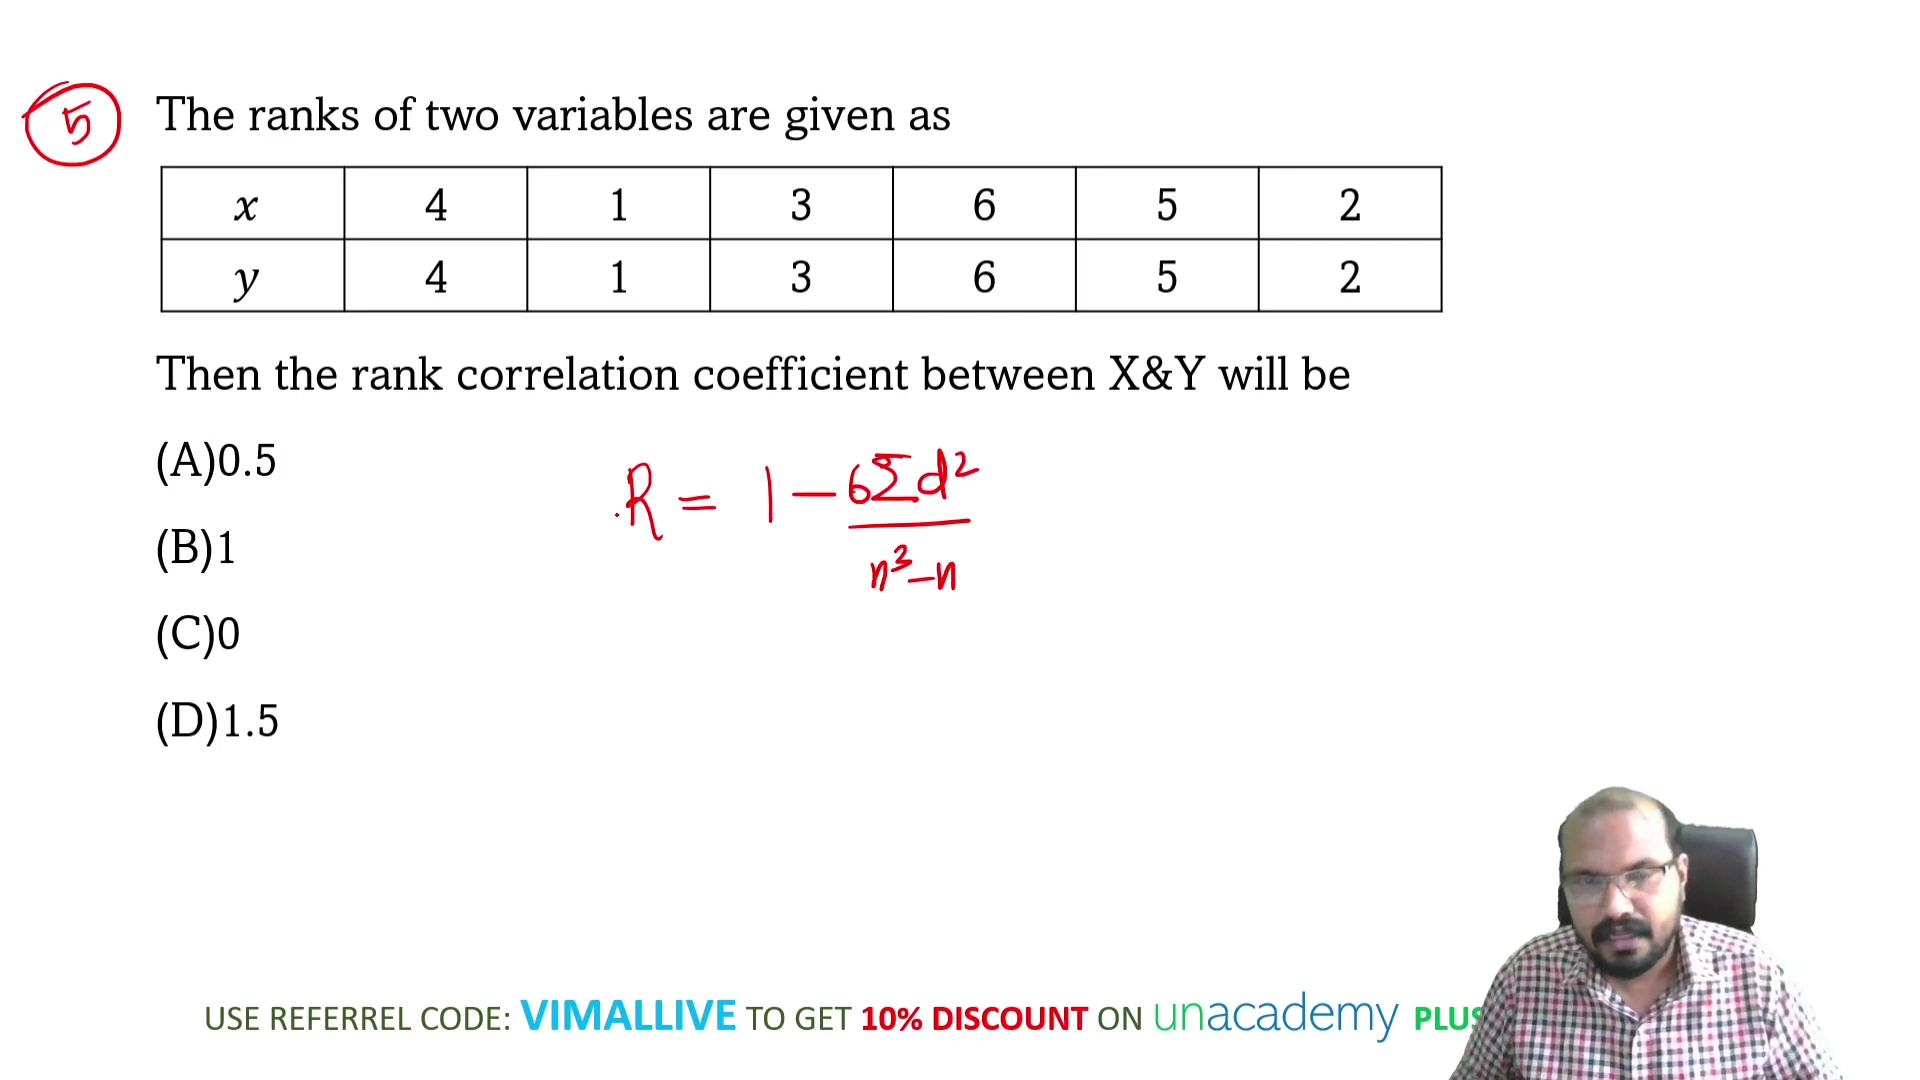 5
The ranks of two variables are given as
x 4 1 3 6 5 2
y 4 1 3 6 5 2
Then the rank correlation coefficient between X&Y will be
(A)0.5
(B)1
(C)0
(D)1.5
R = 1 - 6Σd²
n³-n
USE REFERREL CODE: VIMALLIVE TO GET 10% DISCOUNT ON unacademy PLUS